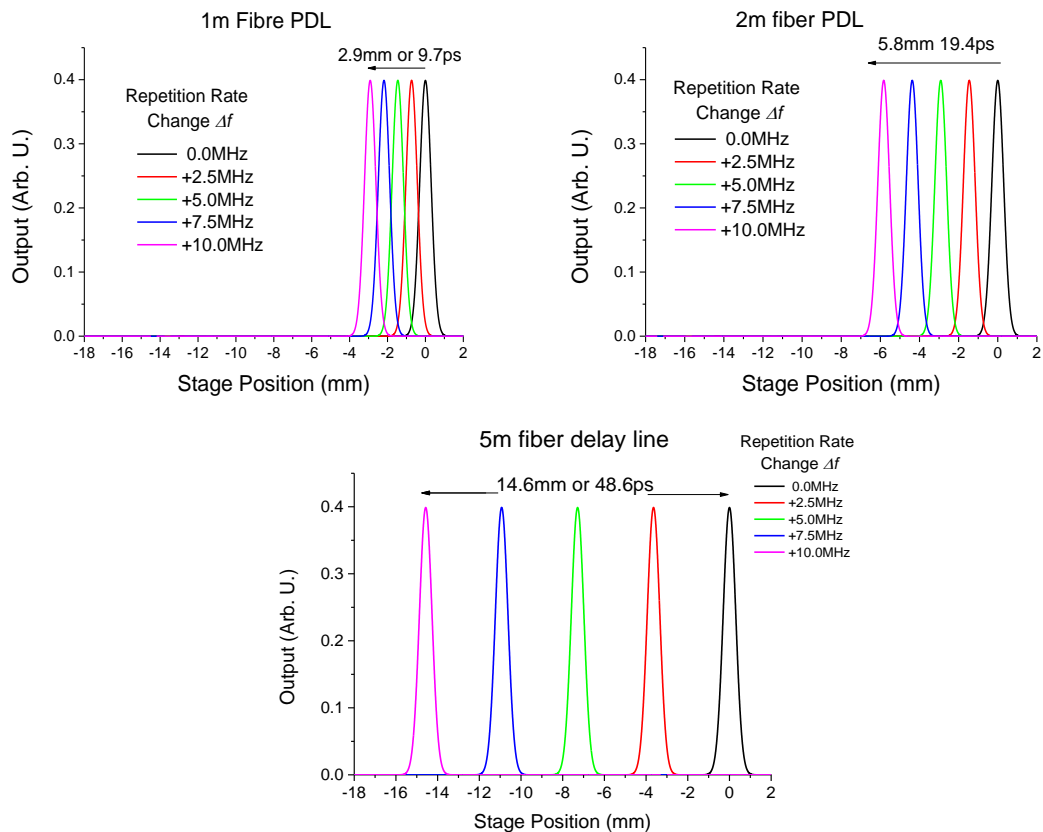 1m Fibre PDL
2.9mm or 9.7ps
Repetition Rate
Change Δf
0.0MHz
+2.5MHz
+5.0MHz
+7.5MHz
+10.0MHz
Output (Arb. U.)
0.4
0.3
0.2
0.1
0.0
-18 -16 -14 -12 -10 -8 -6 -4 -2 0 2
Stage Position (mm)
2m fiber PDL
5.8mm 19.4ps
Repetition Rate
Change Δf
0.0MHz
+2.5MHz
+5.0MHz
+7.5MHz
+10.0MHz
Output (Arb. U.)
0.4
0.3
0.2
0.1
0.0
-18 -16 -14 -12 -10 -8 -6 -4 -2 0 2
Stage Position (mm)
5m fiber delay line
14.6mm or 48.6ps
Repetition Rate
Change Δf
0.0MHz
+2.5MHz
+5.0MHz
+7.5MHz
+10.0MHz
Output (Arb. U.)
0.4
0.3
0.2
0.1
0.0
-18 -16 -14 -12 -10 -8 -6 -4 -2 0 2
Stage Position (mm)